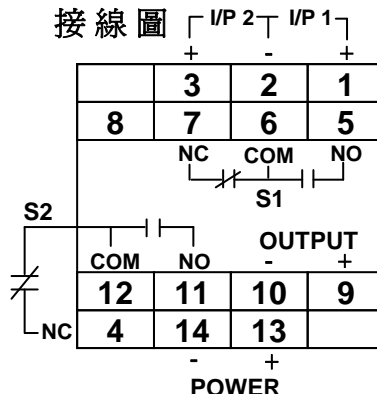 接線圖 I/P 2 I/P 1
+ - +
3 2 1
8 7 6 5
NC COM NO
S1
S2
OUTPUT
COM NO - +
12 11 10 9
NC 4 14 13
- +
POWER